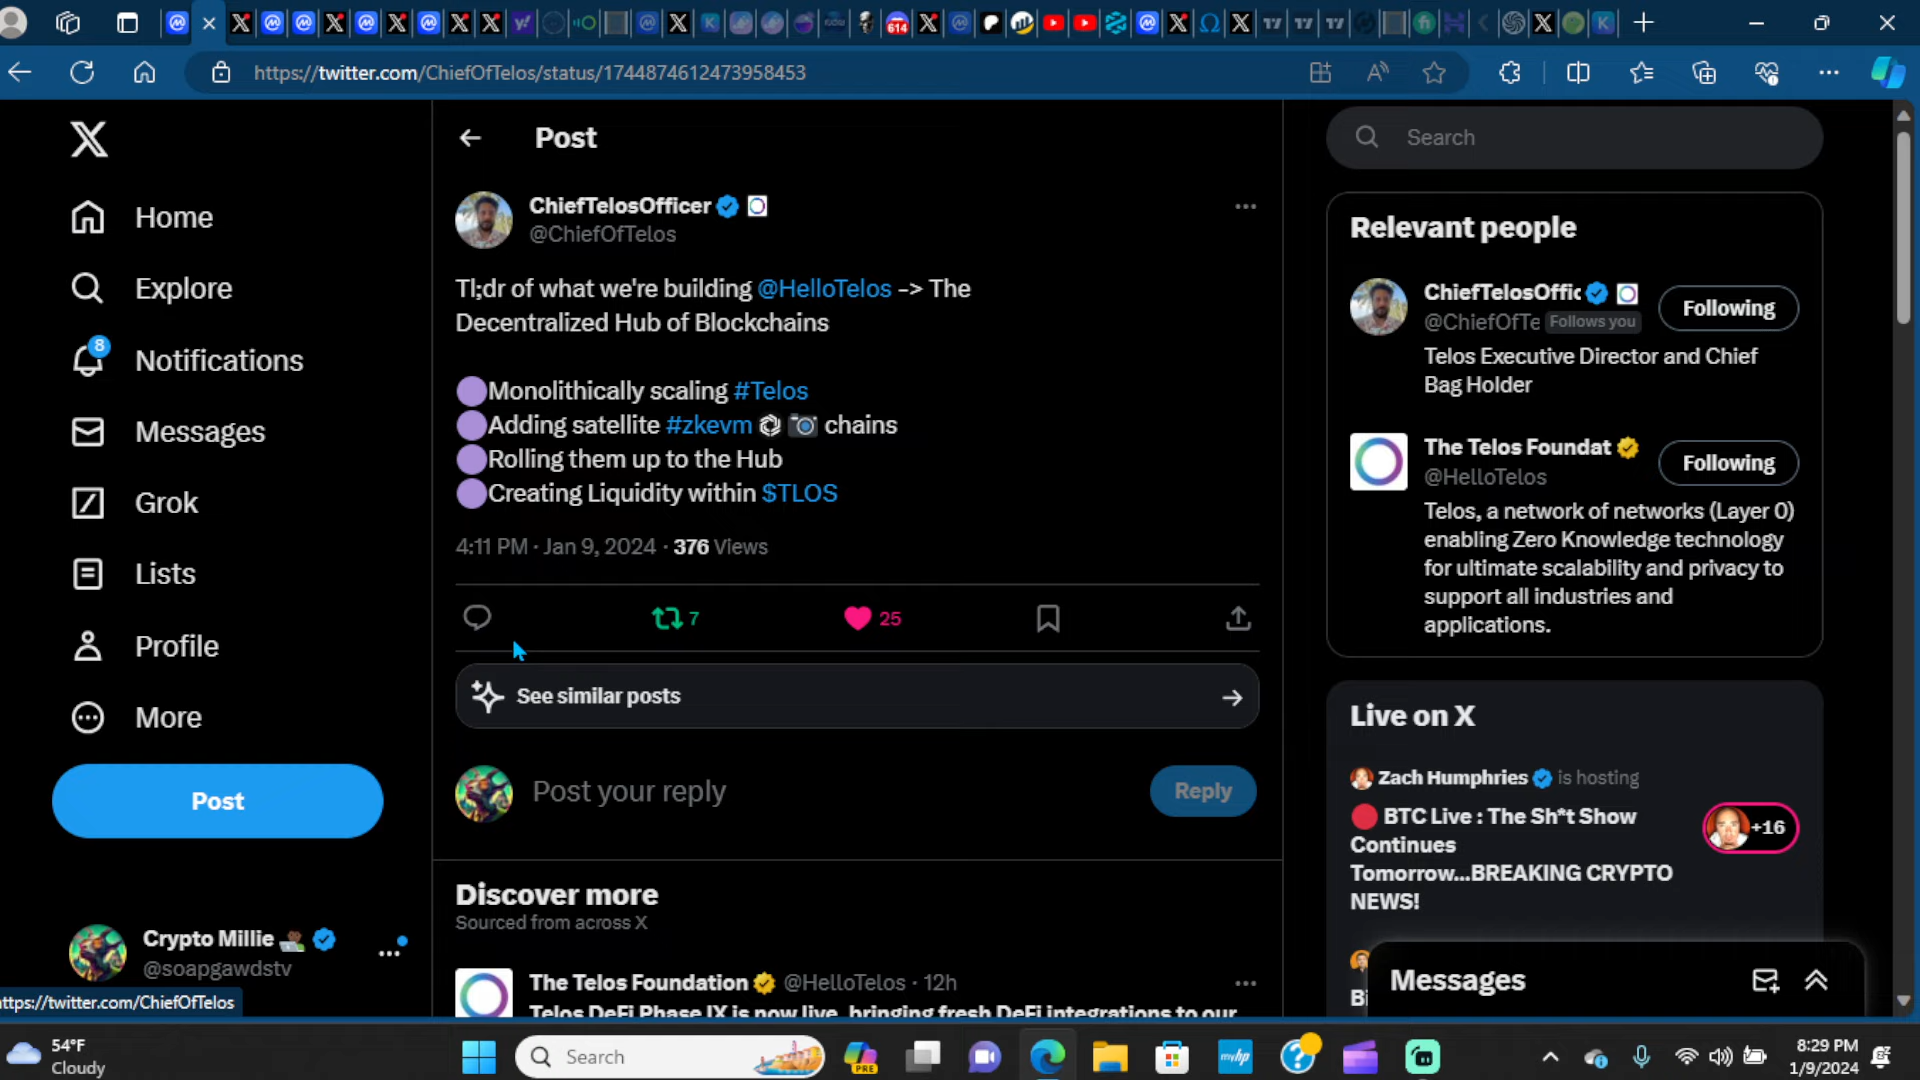 614
https://twitter.com/ChiefOfTelos/status/1744874612473958453
Post
Search
Home
Explore
8
Notifications
Messages
Grok
Lists
Profile
More
Post
Crypto Millie
@soapgawdstv
ttps://twitter.com/ChiefOfTelos
ChiefTelosOfficer
@ChiefOfTelos
Tl;dr of what we're building @HelloTelos -> The
Decentralized Hub of Blockchains
Monolithically scaling #Telos
Adding satellite #zkevm chains
Rolling them up to the Hub
Creating Liquidity within $TLOS
4:11 PM · Jan 9, 2024 · 376 Views
7
25
See similar posts
Post your reply
Reply
Discover more
Sourced from across X
The Telos Foundation @HelloTelos · 12h
Telos DeFi Phase IX is now live, bringing fresh DeFi integrations to our
Relevant people
ChiefTelosOffic
@ChiefOfTe Follows you
Following
Telos Executive Director and Chief
Bag Holder
The Telos Foundat
@HelloTelos
Following
Telos, a network of networks (Layer 0)
enabling Zero Knowledge technology
for ultimate scalability and privacy to
support all industries and
applications.
Live on X
Zach Humphries is hosting
BTC Live : The Sh*t Show
Continues
Tomorrow...BREAKING CRYPTO
NEWS!
+16
Messages
54°F
Cloudy
Search
PRE
myhp
8:29 PM
1/9/2024